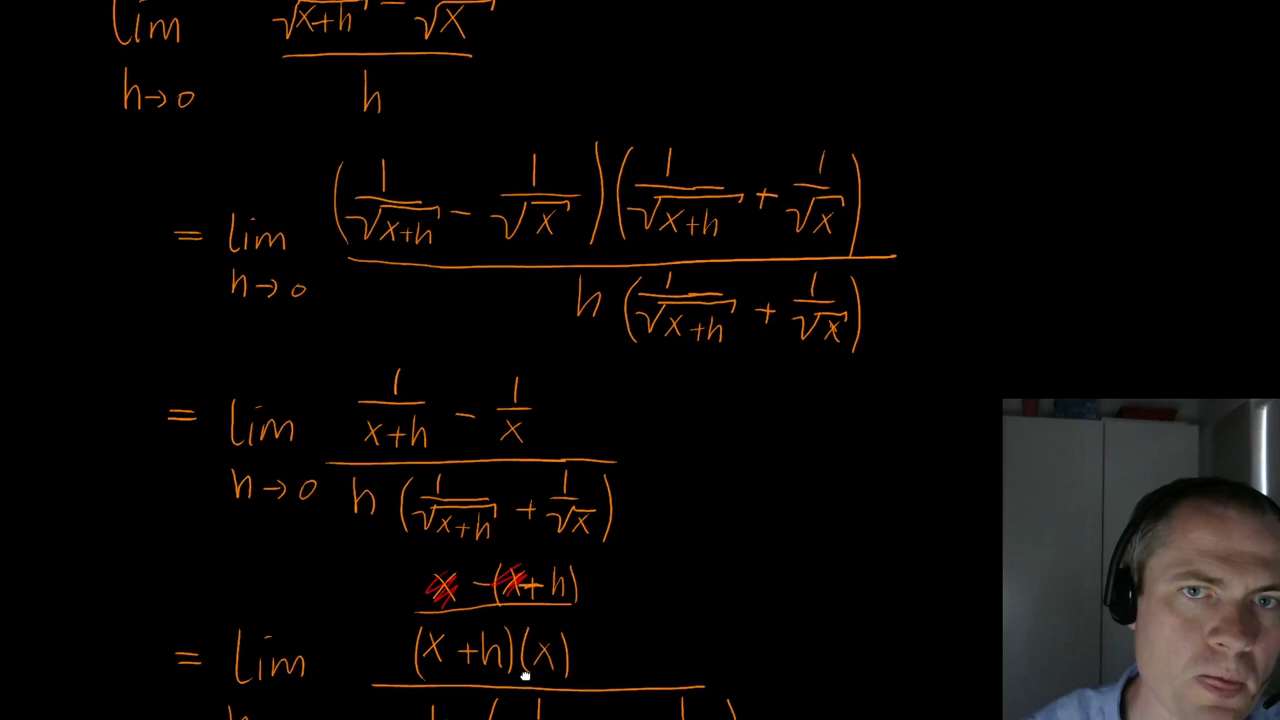 lim √x+h − √x
h→0 h
= lim (1/√x+h − 1/√x)(1/√x+h + 1/√x)
h→0 h (1/√x+h + 1/√x)
= lim 1/x+h − 1/x
h→0 h (1/√x+h + 1/√x)
x −(x+h)
= lim (x+h)(x)